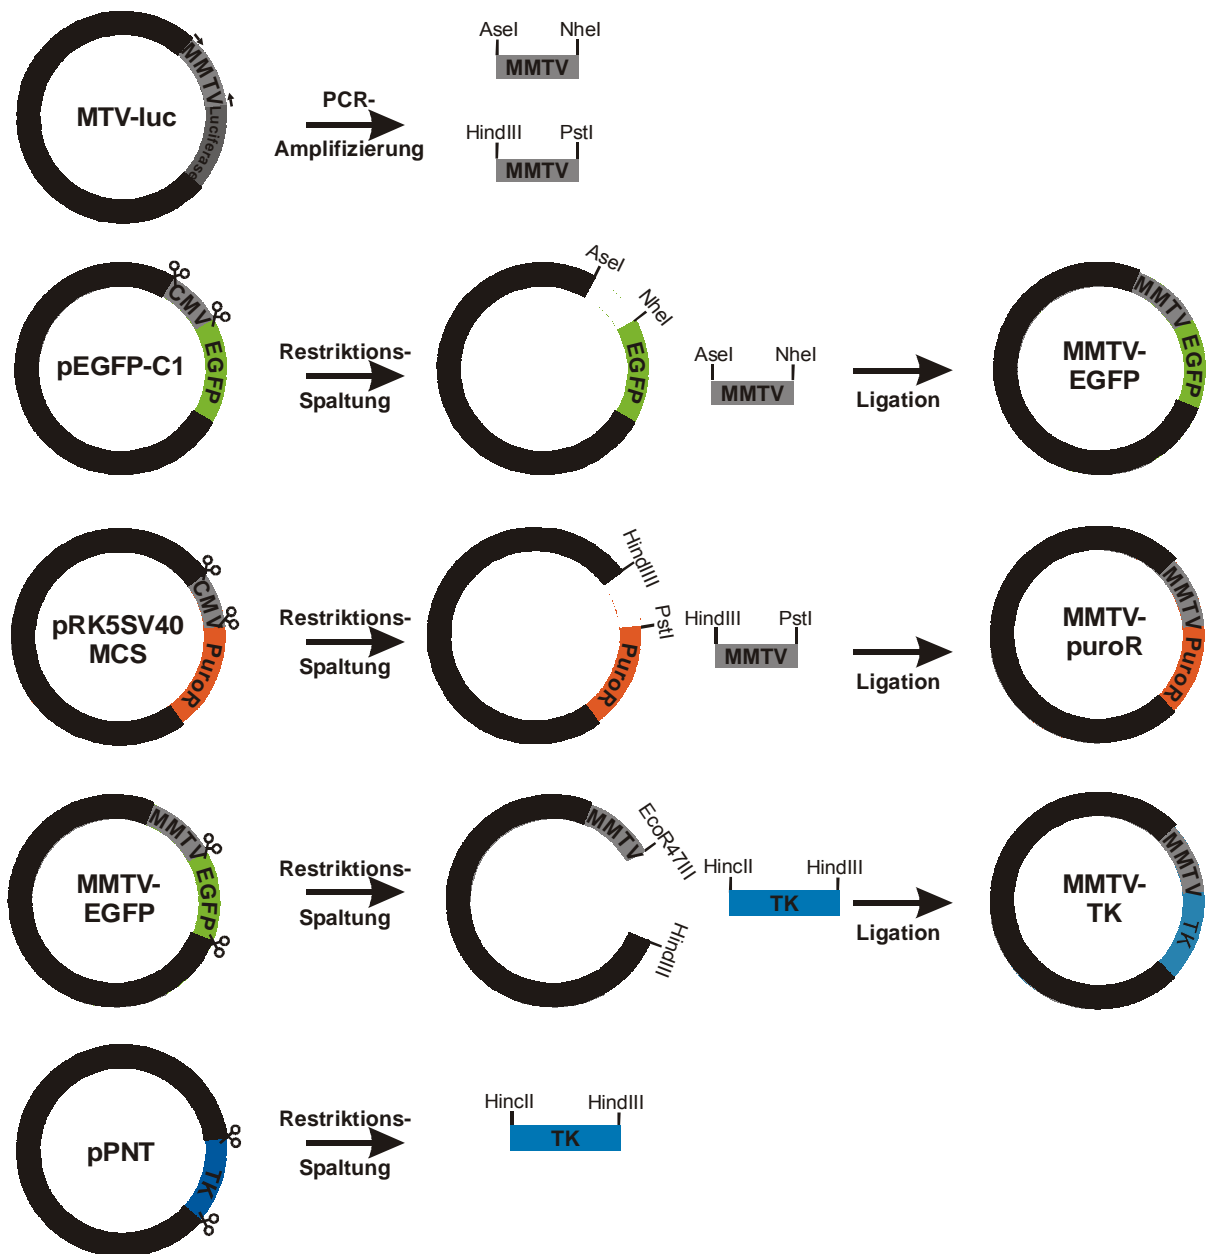 AseI NheI
MMTV
MMTV
Luciferase
MTV-luc
PCR-
Amplifizierung
HindIII PstI
MMTV
CMV
EGFP
pEGFP-C1
Restriktions-
Spaltung
AseI
NheI
EGFP
AseI NheI
MMTV
Ligation
MMTV
EGFP
MMTV-
EGFP
CMV
PuroR
pRK5SV40
MCS
Restriktions-
Spaltung
HindIIII
PstI
PuroR
HindIII PstI
MMTV
Ligation
MMTV
PuroR
MMTV-
puroR
MMTV
EGFP
MMTV-
EGFP
Restriktions-
Spaltung
MMTV
EcoR47III
HindIII
HincII HindIII
TK
Ligation
MMTV
TK
MMTV-
TK
pPNT
TK
Restriktions-
Spaltung
HincII HindIII
TK